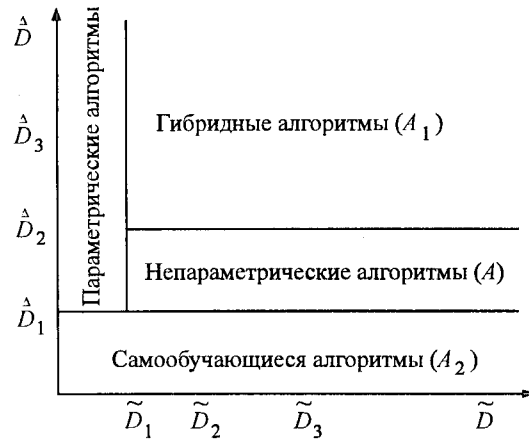 D̂
Параметрические алгоритмы
Гибридные алгоритмы (A₁)
D̂₃
D̂₂
Непараметрические алгоритмы (A)
D̂₁
Самообучающиеся алгоритмы (A₂)
D̃₁ D̃₂ D̃₃ D̃